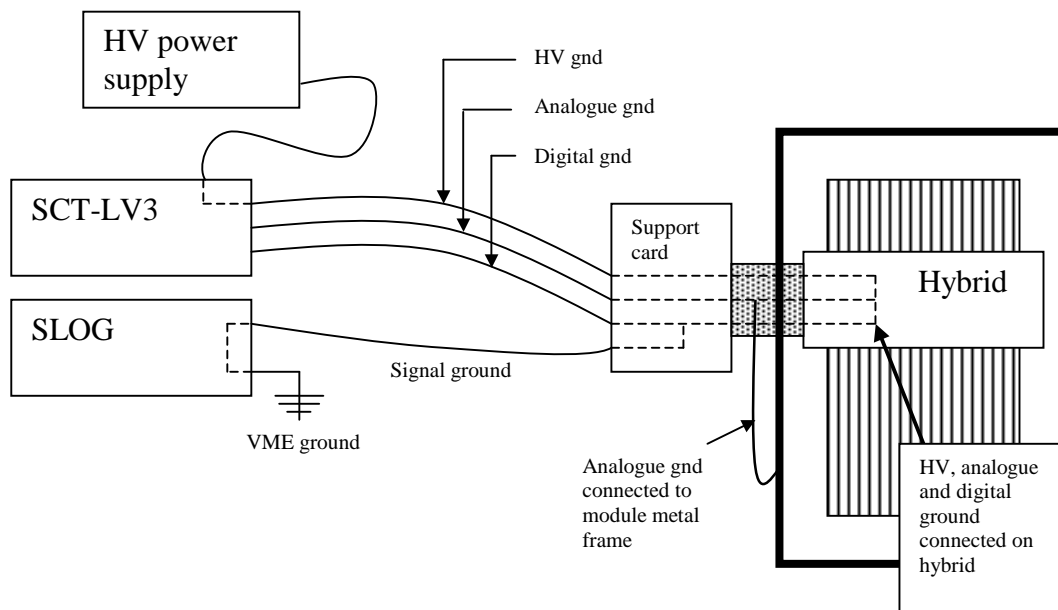 HV power
supply
HV gnd
Analogue gnd
Digital gnd
SCT-LV3
Support
card
Hybrid
SLOG
Signal ground
VME ground
Analogue gnd
connected to
module metal
frame
HV, analogue
and digital
ground
connected on
hybrid